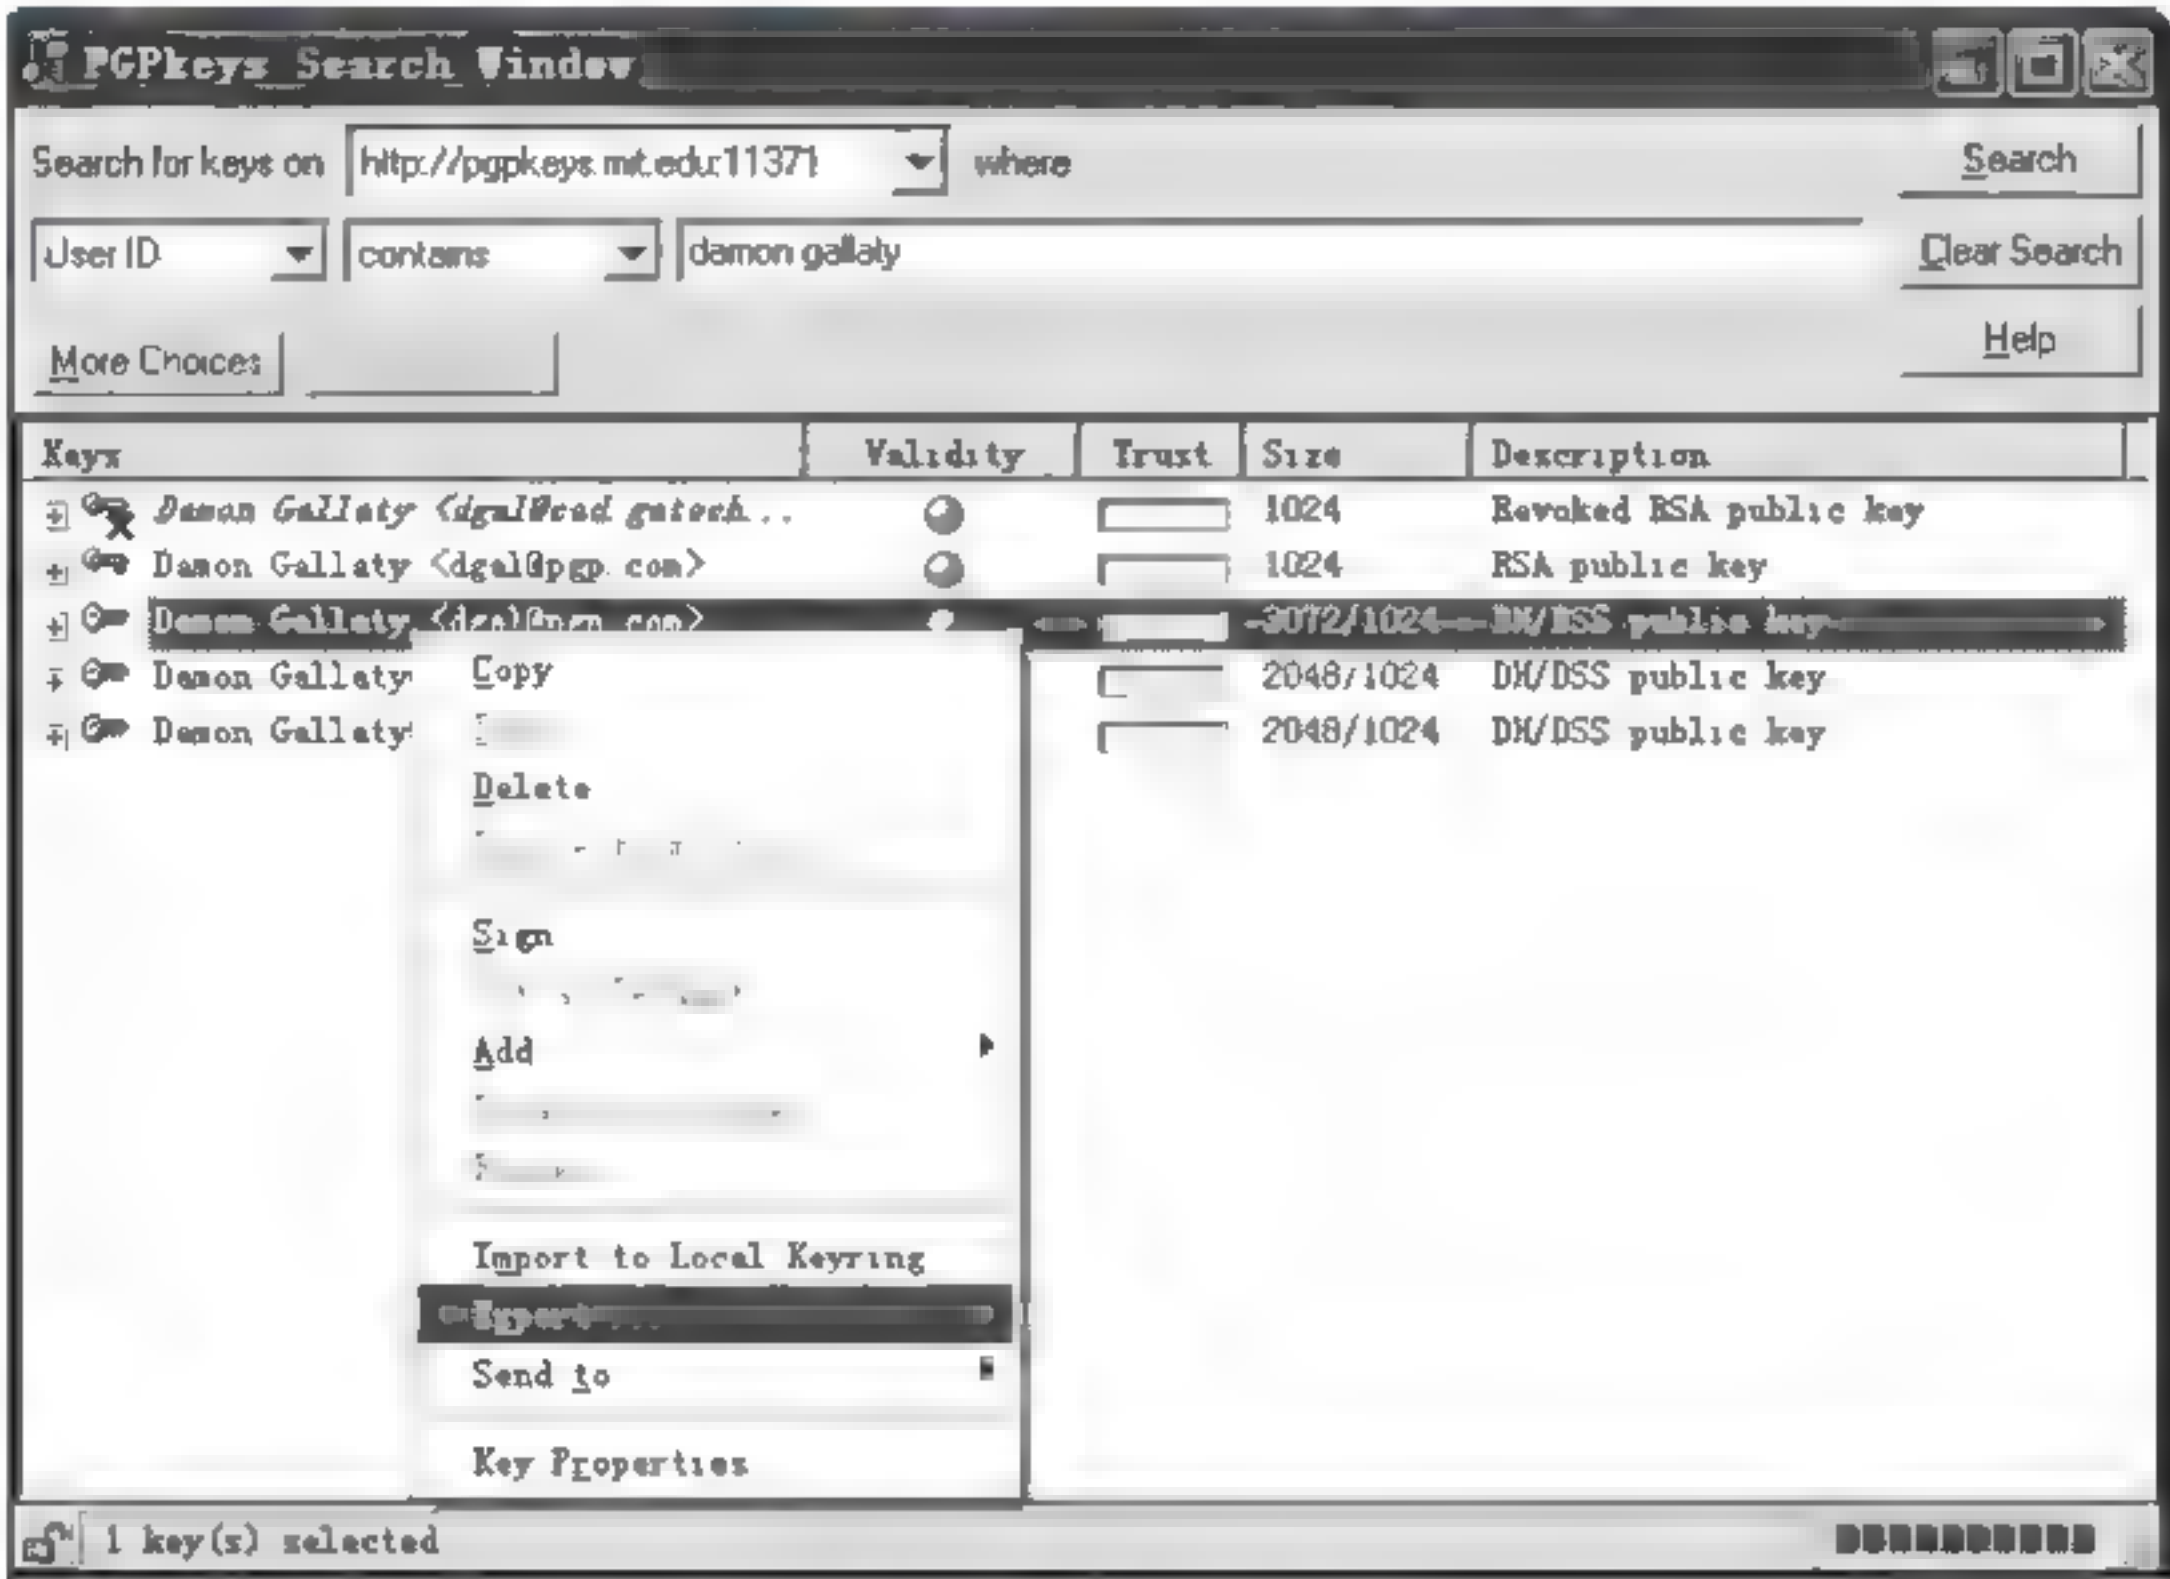 PGPkeys Search Window
Search for keys on http://pgpkeys.mit.edu:11371 where Search
User ID contains damon gallaty Clear Search
Help
More Choices
Keys Validity Trust Size Description
Damon Gallaty <dgal@cad.gatech... 1024 Revoked RSA public key
Damon Gallaty <dgal@pgp.com> 1024 RSA public key
Damon Gallaty <dgal@pgp.com> 3072/1024 DH/DSS public key
Damon Gallaty 2048/1024 DH/DSS public key
Damon Gallaty 2048/1024 DH/DSS public key
Copy
Delete
Sign
Add
Import to Local Keyring
Export
Send to
Key Properties
1 key(s) selected